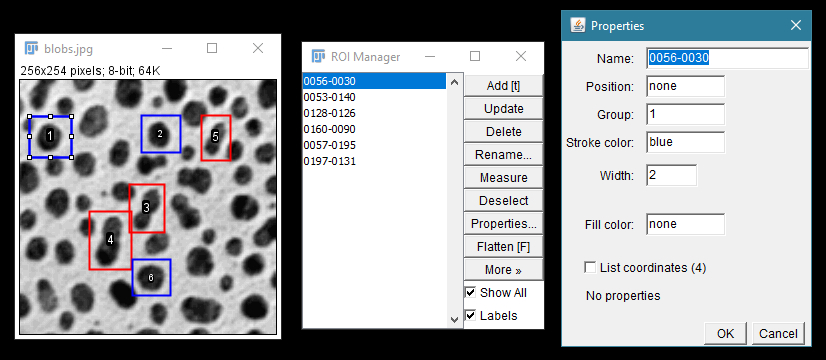 blobs.jpg
256x254 pixels; 8-bit; 64K
1
2
5
3
4
6
ROI Manager
0056-0030
0053-0140
0128-0126
0160-0090
0057-0195
0197-0131
Add [t]
Update
Delete
Rename...
Measure
Deselect
Properties...
Flatten [F]
More »
Show All
Labels
Properties
Name: 0056-0030
Position: none
Group: 1
Stroke color: blue
Width: 2
Fill color: none
List coordinates (4)
No properties
OK Cancel